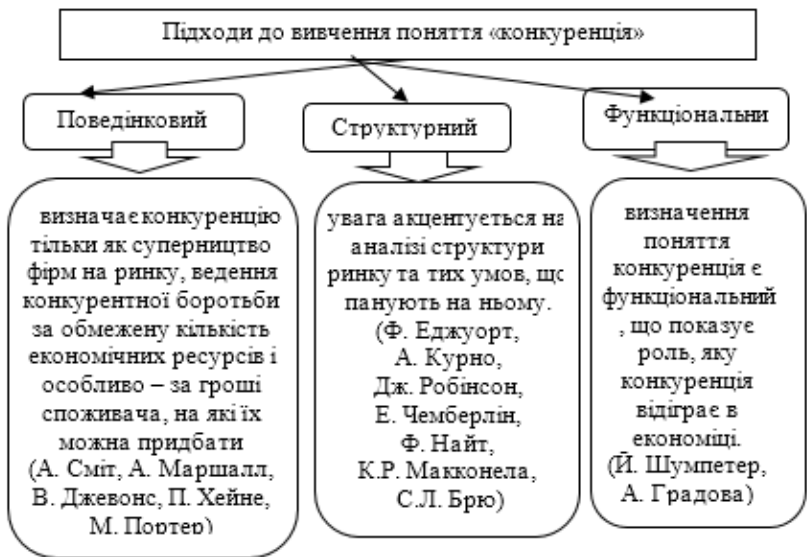 Підходи до вивчення поняття «конкуренція»
Поведінковий
Структурний
Функціональни
визначає конкуренцію
тільки як суперництво
фірм на ринку, ведення
конкурентної боротьби
за обмежену кількість
економічних ресурсів і
особливо – за гроші
споживача, на які їх
можна придбати
(А. Сміт, А. Маршалл,
В. Джевонс, П. Хейне,
М. Портер)
увага акцентується на
аналізі структури
ринку та тих умов, що
панують на ньому.
(Ф. Еджуорт,
А. Курно,
Дж. Робінсон,
Е. Чемберлін,
Ф. Найт,
К.Р. Макконела,
С.Л. Брю)
визначення
поняття
конкуренція є
функціональний
, що показує
роль, яку
конкуренція
відіграє в
економіці.
(Й. Шумпетер,
А. Градова)